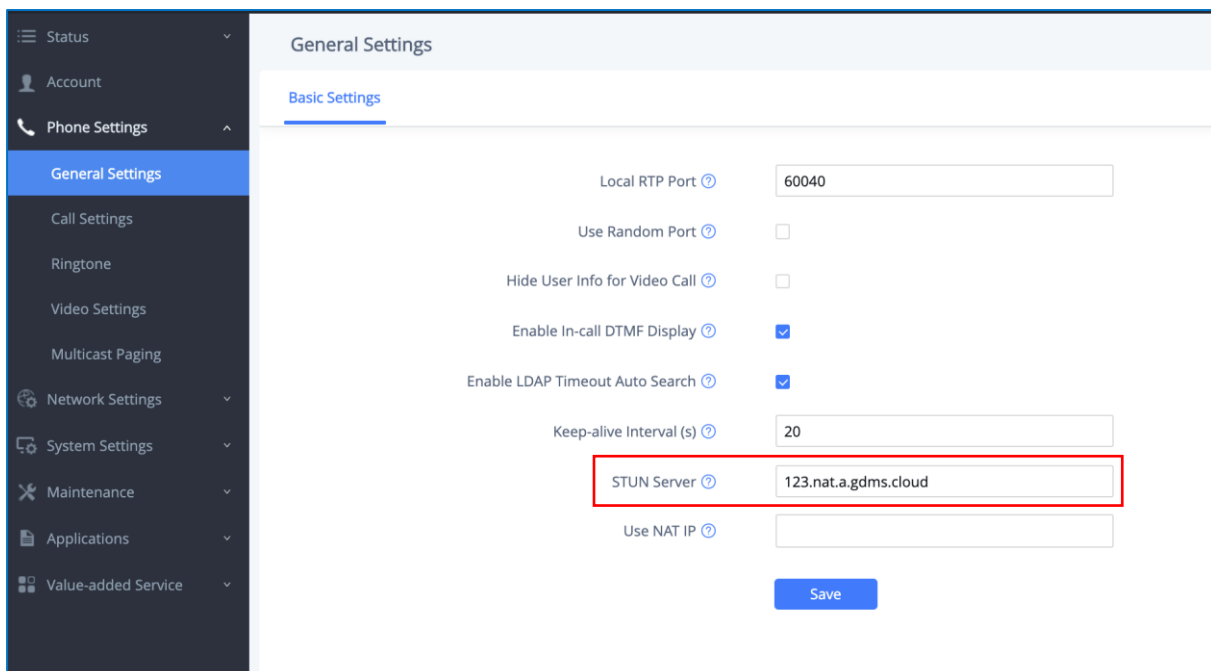 Status
Account
Phone Settings
General Settings
Call Settings
Ringtone
Video Settings
Multicast Paging
Network Settings
System Settings
Maintenance
Applications
Value-added Service
General Settings
Basic Settings
Local RTP Port ? 60040
Use Random Port ?
Hide User Info for Video Call ?
Enable In-call DTMF Display ?
Enable LDAP Timeout Auto Search ?
Keep-alive Interval (s) ? 20
STUN Server ? 123.nat.a.gdms.cloud
Use NAT IP ?
Save